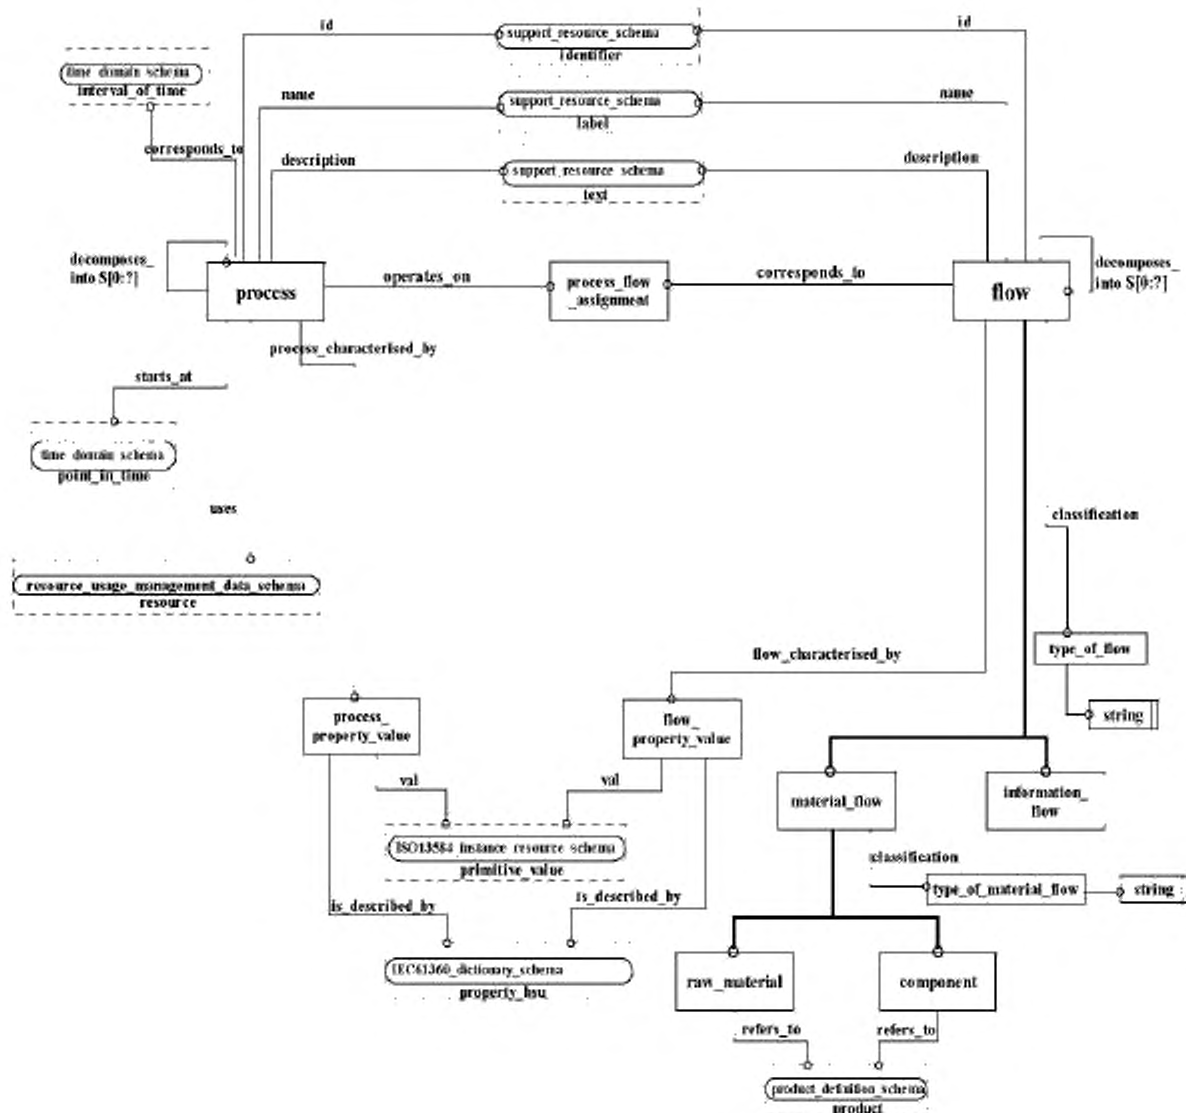 id
support_resource_schema
identifier
id
time_domain_schema
interval_of_time
name
support_resource_schema
label
name
corresponds_to
description
support_resource_schema
text
description
decomposes_
into S[0:?]
process
operates_on
process_flow
_assignment
corresponds_to
flow
decomposes_
into S[0:?]
process_characterised_by
starts_at
time_domain_schema
point_in_time
uses
resource_usage_management_data_schema
resource
classification
type_of_flow
string
flow_characterised_by
process_
property_value
flow_
property_value
val
val
ISO13584_instance_resource_schema
primitive_value
material_flow
information_
flow
classification
type_of_material_flow
string
is_described_by
is_described_by
IEC61360_dictionary_schema
property_bsu
raw_material
component
refers_to
refers_to
product_definition_schema
product